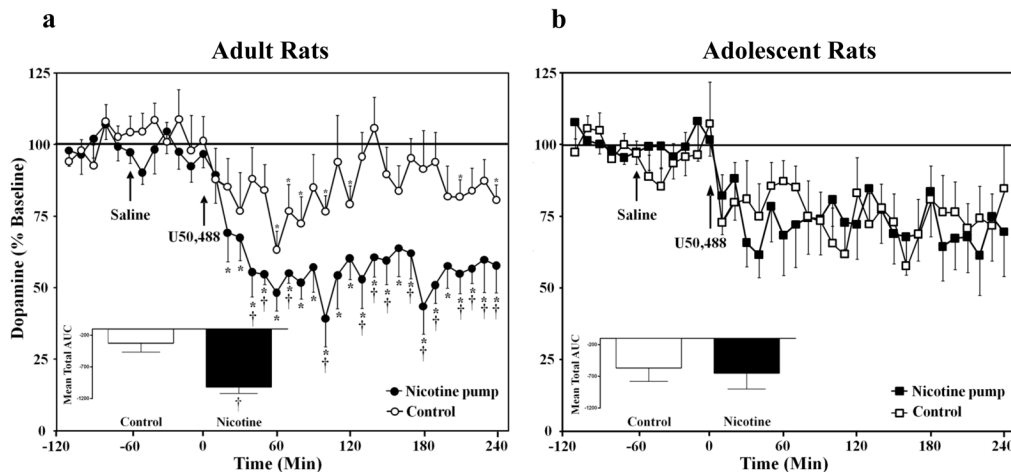 a
Adult Rats
Dopamine (% Baseline)
125
100
75
50
25
0
Saline
U50,488
* * * * * * * *
* * * * * * * * * * * * * * * * * * * * *
† † † † † † † † † † † †
Mean Total AUC
-200
-700
-1200
†
Control
Nicotine
Nicotine pump
Control
-120
-60
0
60
120
180
240
Time (Min)
b
Adolescent Rats
125
100
75
50
25
0
Saline
U50,488
Mean Total AUC
-200
-700
-1200
Control
Nicotine
Nicotine pump
Control
-120
-60
0
60
120
180
240
Time (Min)